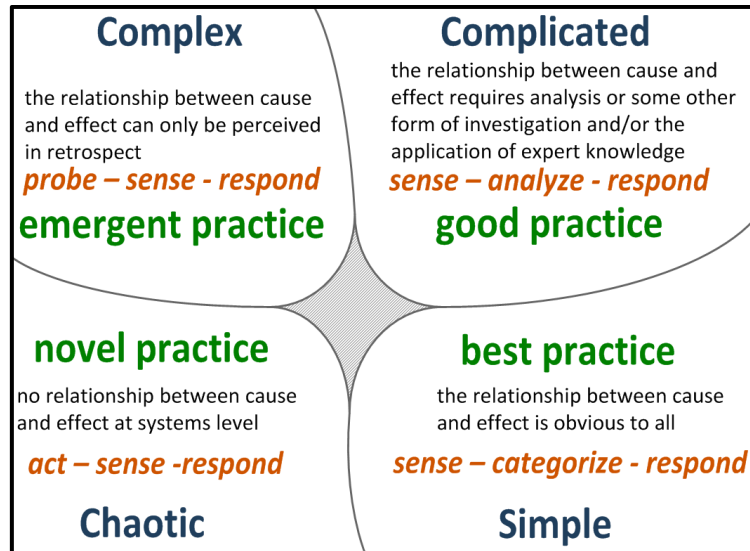 Complex
the relationship between cause
and effect can only be perceived
in retrospect
probe – sense - respond
emergent practice
Complicated
the relationship between cause and
effect requires analysis or some other
form of investigation and/or the
application of expert knowledge
sense – analyze - respond
good practice
novel practice
no relationship between cause
and effect at systems level
act – sense -respond
Chaotic
best practice
the relationship between cause
and effect is obvious to all
sense – categorize - respond
Simple